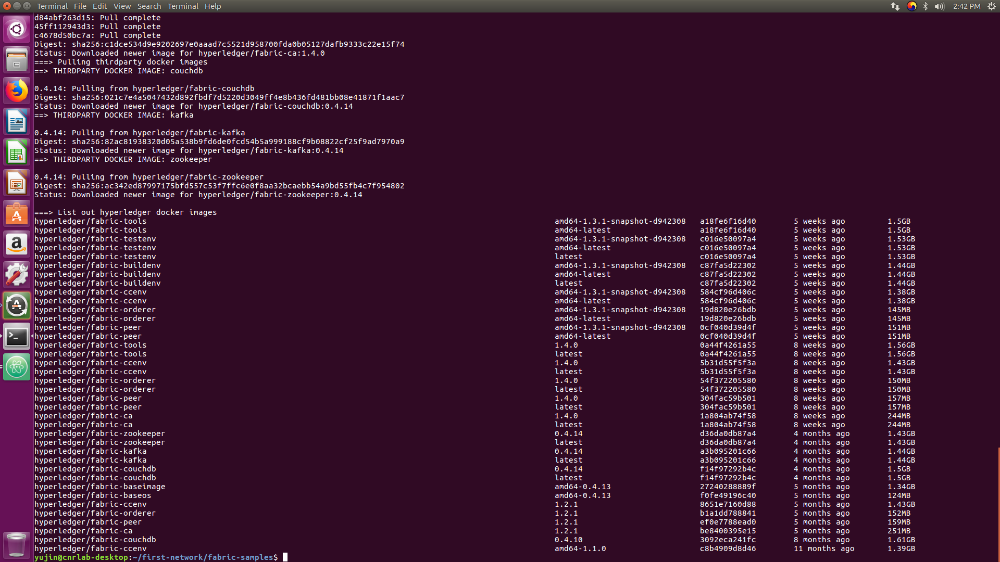 Terminal File Edit View Search Terminal Help 2:42 PM
d84abf263d15: Pull complete
45ff112943d3: Pull complete
c4678d50bc7a: Pull complete
Digest: sha256:c1dce534d9e9202697e0aaad7c5521d958700fda0b05127dafb9333c22e15f74
Status: Downloaded newer image for hyperledger/fabric-ca:1.4.0
===> Pulling thirdparty docker images
==> THIRDPARTY DOCKER IMAGE: couchdb
0.4.14: Pulling from hyperledger/fabric-couchdb
Digest: sha256:021c7e4a5047432d892fbdf7d5220d3049ff4e8b436fd481bb08e41871f1aac7
Status: Downloaded newer image for hyperledger/fabric-couchdb:0.4.14
==> THIRDPARTY DOCKER IMAGE: kafka
0.4.14: Pulling from hyperledger/fabric-kafka
Digest: sha256:82ac81938320d05a538b9fd6de0fcd54b5a999188cf9b08822cf25f9ad7970a9
Status: Downloaded newer image for hyperledger/fabric-kafka:0.4.14
==> THIRDPARTY DOCKER IMAGE: zookeeper
0.4.14: Pulling from hyperledger/fabric-zookeeper
Digest: sha256:ac342ed87997175bfd557c53f7ffc6e0f8aa32bcaebb54a9bd55fb4c7f954802
Status: Downloaded newer image for hyperledger/fabric-zookeeper:0.4.14
===> List out hyperledger docker images
hyperledger/fabric-tools amd64-1.3.1-snapshot-d942308 a18fe6f16d40 5 weeks ago 1.5GB
hyperledger/fabric-tools amd64-latest a18fe6f16d40 5 weeks ago 1.5GB
hyperledger/fabric-testenv amd64-1.3.1-snapshot-d942308 c016e50097a4 5 weeks ago 1.53GB
hyperledger/fabric-testenv amd64-latest c016e50097a4 5 weeks ago 1.53GB
hyperledger/fabric-testenv latest c016e50097a4 5 weeks ago 1.53GB
hyperledger/fabric-buildenv amd64-1.3.1-snapshot-d942308 c87fa5d22302 5 weeks ago 1.44GB
hyperledger/fabric-buildenv amd64-latest c87fa5d22302 5 weeks ago 1.44GB
hyperledger/fabric-buildenv latest c87fa5d22302 5 weeks ago 1.44GB
hyperledger/fabric-ccenv amd64-1.3.1-snapshot-d942308 584cf96d406c 5 weeks ago 1.38GB
hyperledger/fabric-ccenv amd64-latest 584cf96d406c 5 weeks ago 1.38GB
hyperledger/fabric-orderer amd64-1.3.1-snapshot-d942308 19d820e26bdb 5 weeks ago 145MB
hyperledger/fabric-orderer amd64-latest 19d820e26bdb 5 weeks ago 145MB
hyperledger/fabric-peer amd64-1.3.1-snapshot-d942308 0cf040d39d4f 5 weeks ago 151MB
hyperledger/fabric-peer amd64-latest 0cf040d39d4f 5 weeks ago 151MB
hyperledger/fabric-tools 1.4.0 0a44f4261a55 8 weeks ago 1.56GB
hyperledger/fabric-tools latest 0a44f4261a55 8 weeks ago 1.56GB
hyperledger/fabric-ccenv 1.4.0 5b31d55f5f3a 8 weeks ago 1.43GB
hyperledger/fabric-ccenv latest 5b31d55f5f3a 8 weeks ago 1.43GB
hyperledger/fabric-orderer 1.4.0 54f372205580 8 weeks ago 150MB
hyperledger/fabric-orderer latest 54f372205580 8 weeks ago 150MB
hyperledger/fabric-peer 1.4.0 304fac59b501 8 weeks ago 157MB
hyperledger/fabric-peer latest 304fac59b501 8 weeks ago 157MB
hyperledger/fabric-ca 1.4.0 1a804ab74f58 8 weeks ago 244MB
hyperledger/fabric-ca latest 1a804ab74f58 8 weeks ago 244MB
hyperledger/fabric-zookeeper 0.4.14 d36da0db87a4 4 months ago 1.43GB
hyperledger/fabric-zookeeper latest d36da0db87a4 4 months ago 1.43GB
hyperledger/fabric-kafka 0.4.14 a3b095201c66 4 months ago 1.44GB
hyperledger/fabric-kafka latest a3b095201c66 4 months ago 1.44GB
hyperledger/fabric-couchdb 0.4.14 f14f97292b4c 4 months ago 1.5GB
hyperledger/fabric-couchdb latest f14f97292b4c 4 months ago 1.5GB
hyperledger/fabric-baseimage amd64-0.4.13 27240288889f 5 months ago 1.34GB
hyperledger/fabric-baseos amd64-0.4.13 f0fe49196c40 5 months ago 124MB
hyperledger/fabric-ccenv 1.2.1 8651e7160d88 5 months ago 1.43GB
hyperledger/fabric-orderer 1.2.1 b1a1dd788841 5 months ago 152MB
hyperledger/fabric-peer 1.2.1 ef0e7788ead0 5 months ago 159MB
hyperledger/fabric-ca 1.2.1 be8400395e15 5 months ago 251MB
hyperledger/fabric-couchdb 0.4.10 3092eca241fc 8 months ago 1.61GB
hyperledger/fabric-ccenv amd64-1.1.0 c8b4909d8d46 11 months ago 1.39GB
yujin@cnrlab-desktop:~/first-network/fabric-samples$